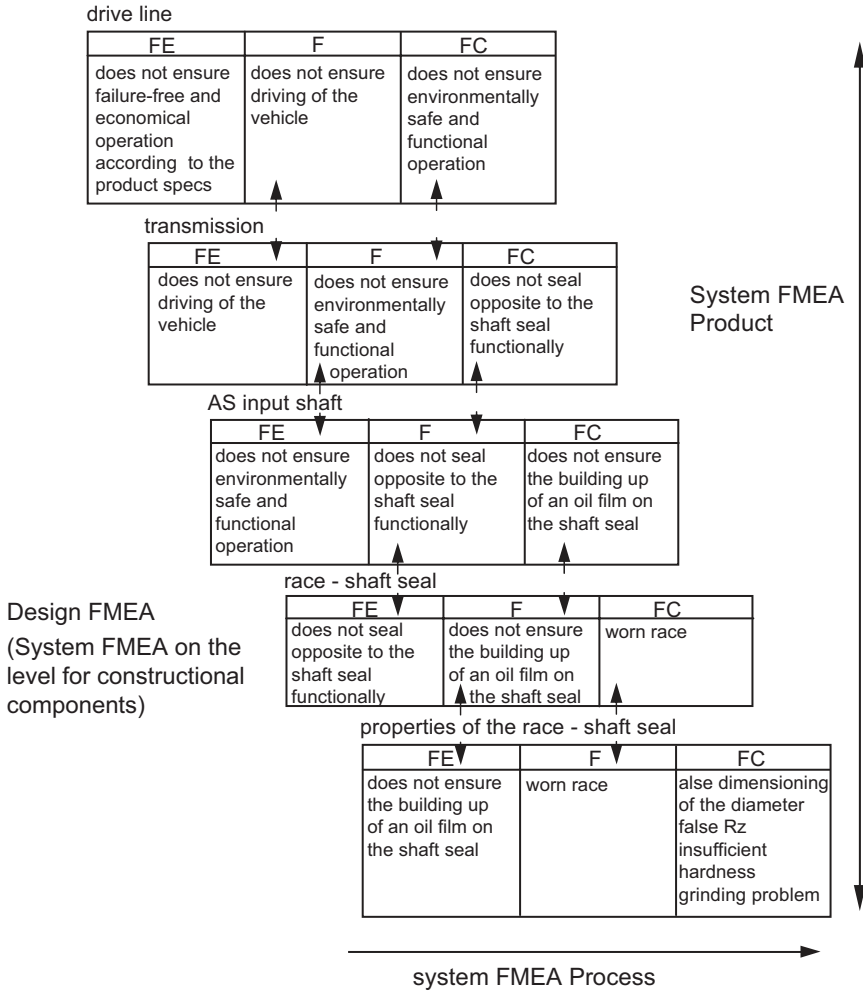 drive line
FE
F
FC
does not ensure
failure-free and
economical
operation
according to the
product specs
does not ensure
driving of the
vehicle
does not ensure
environmentally
safe and
functional
operation
transmission
FE
F
FC
does not ensure
driving of the
vehicle
does not ensure
environmentally
safe and
functional
operation
does not seal
opposite to the
shaft seal
functionally
System FMEA
Product
AS input shaft
FE
F
FC
does not ensure
environmentally
safe and
functional
operation
does not seal
opposite to the
shaft seal
functionally
does not ensure
the building up
of an oil film on
the shaft seal
race - shaft seal
FE
F
FC
does not seal
opposite to the
shaft seal
functionally
does not ensure
the building up
of an oil film on
the shaft seal
worn race
Design FMEA
(System FMEA on the
level for constructional
components)
properties of the race - shaft seal
FE
F
FC
does not ensure
the building up
of an oil film on
the shaft seal
worn race
alse dimensioning
of the diameter
false Rz
insufficient
hardness
grinding problem
system FMEA Process